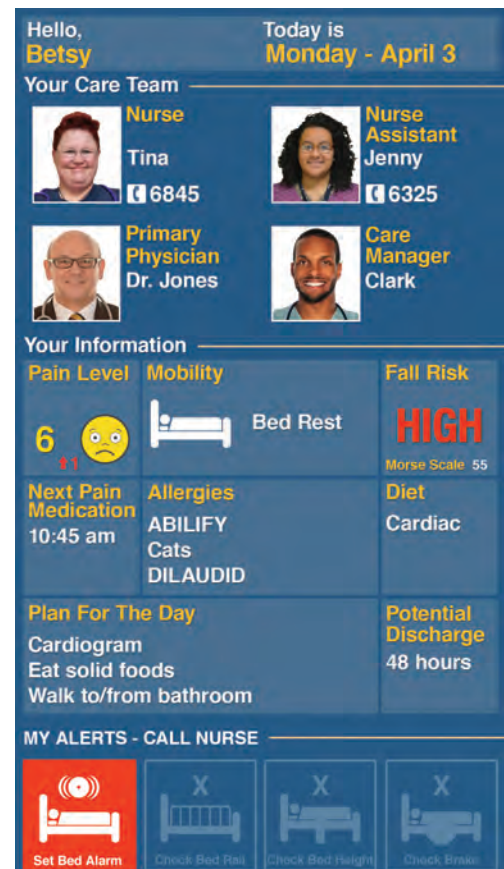 Hello,
Betsy
Today is
Monday - April 3
Your Care Team
Nurse
Tina
6845
Nurse
Assistant
Jenny
6325
Primary
Physician
Dr. Jones
Care
Manager
Clark
Your Information
Pain Level
6
1
Mobility
Bed Rest
Fall Risk
HIGH
Morse Scale 55
Next Pain
Medication
10:45 am
Allergies
ABILIFY
Cats
DILAUDID
Diet
Cardiac
Plan For The Day
Cardiogram
Eat solid foods
Walk to/from bathroom
Potential
Discharge
48 hours
MY ALERTS - CALL NURSE
Set Bed Alarm
X
Check Bed Rail
X
Check Bed Height
X
Check Brake